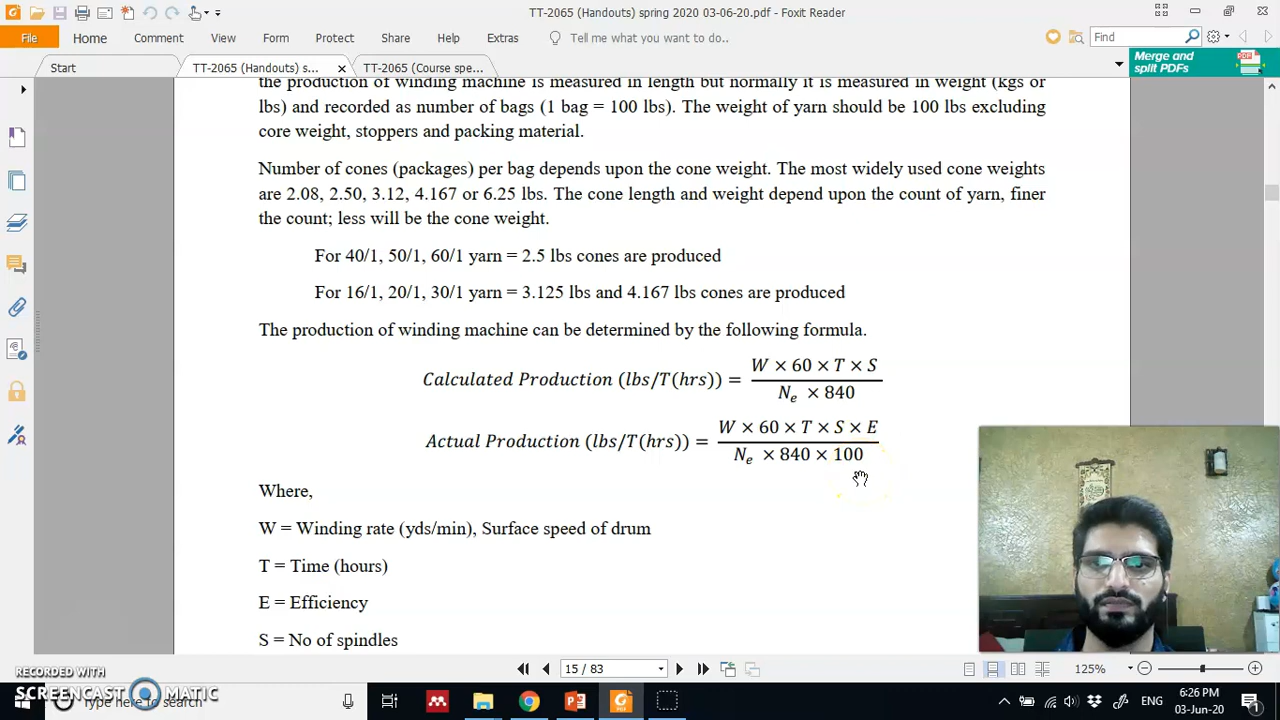 TT-2065 (Handouts) spring 2020 03-06-20.pdf - Foxit Reader
File Home Comment View Form Protect Share Help Extras Tell me what you want to do.. Find
Start TT-2065 (Handouts) s... TT-2065 (Course spe... Merge and
split PDFs
the production of winding machine is measured in length but normally it is measured in weight (kgs or
lbs) and recorded as number of bags (1 bag = 100 lbs). The weight of yarn should be 100 lbs excluding
core weight, stoppers and packing material.
Number of cones (packages) per bag depends upon the cone weight. The most widely used cone weights
are 2.08, 2.50, 3.12, 4.167 or 6.25 lbs. The cone length and weight depend upon the count of yarn, finer
the count; less will be the cone weight.
For 40/1, 50/1, 60/1 yarn = 2.5 lbs cones are produced
For 16/1, 20/1, 30/1 yarn = 3.125 lbs and 4.167 lbs cones are produced
The production of winding machine can be determined by the following formula.
W × 60 × T × S
Calculated Production (lbs/T(hrs)) =
Nₑ × 840
W × 60 × T × S × E
Actual Production (lbs/T(hrs)) =
Nₑ × 840 × 100
Where,
W = Winding rate (yds/min), Surface speed of drum
T = Time (hours)
E = Efficiency
S = No of spindles
15 / 83 125%
RECORDED WITH
SCREENCAST MATIC
Type here to search
ENG 6:26 PM
03-Jun-20